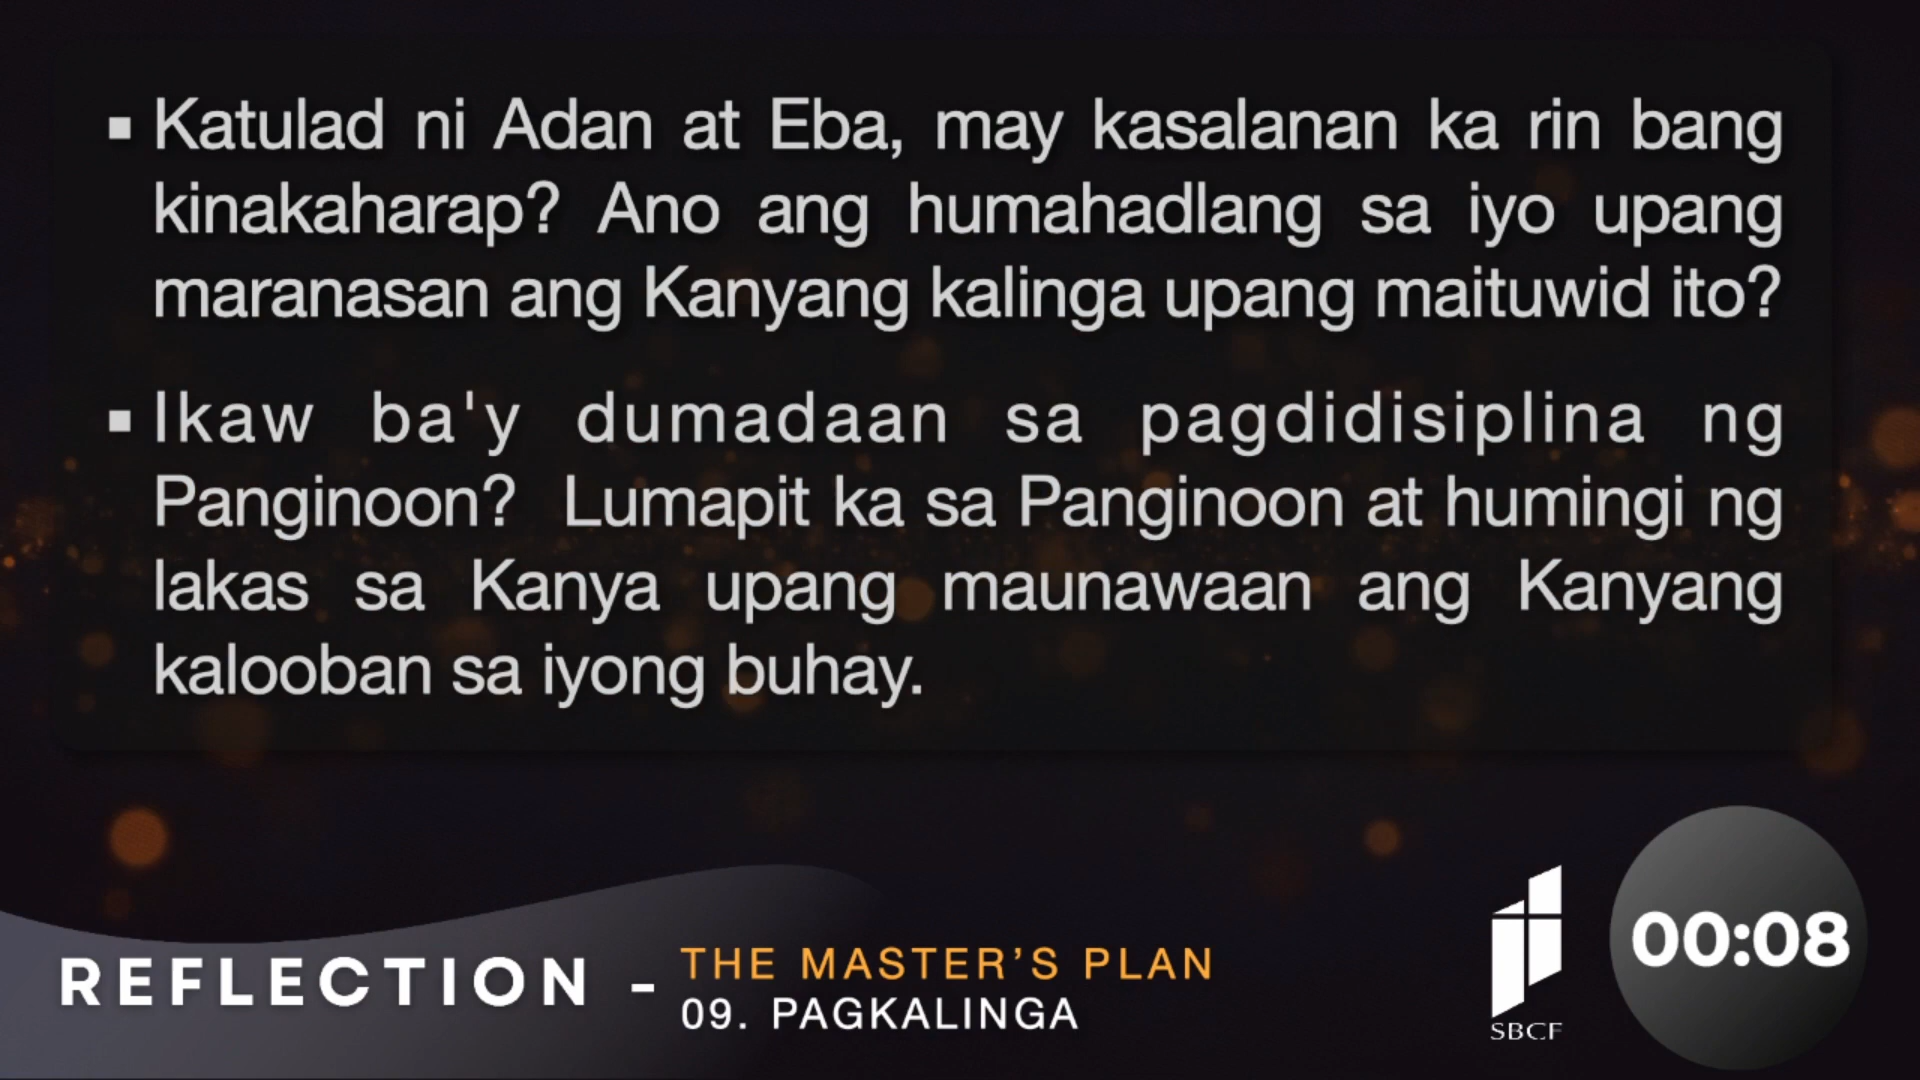 ▪ Katulad ni Adan at Eba, may kasalanan ka rin bang
kinakaharap? Ano ang humahadlang sa iyo upang
maranasan ang Kanyang kalinga upang maituwid ito?
▪ Ikaw ba'y dumadaan sa pagdidisiplina ng
Panginoon? Lumapit ka sa Panginoon at humingi ng
lakas sa Kanya upang maunawaan ang Kanyang
kalooban sa iyong buhay.
REFLECTION -
THE MASTER’S PLAN
09. PAGKALINGA
SBCF
00:08